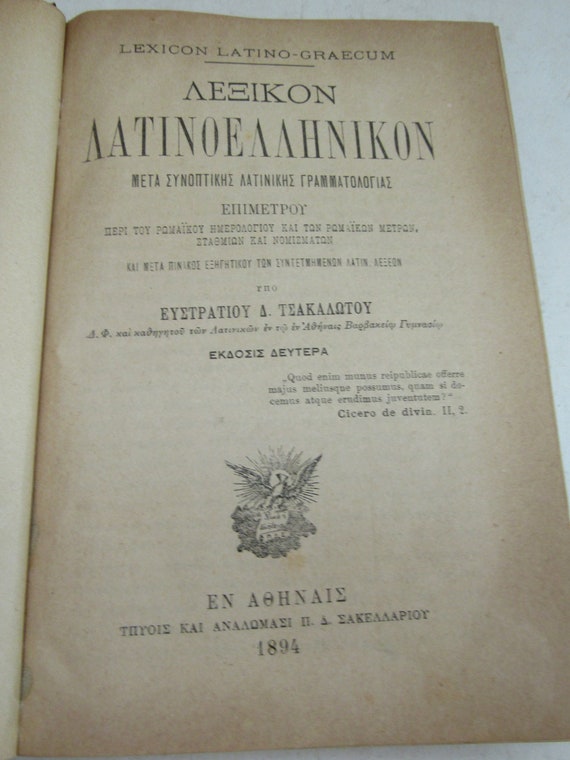 LEXICON LATINO-GRAECUM
ΛΕΞΙΚΟΝ
ΛΑΤΙΝΟΕΛΛΗΝΙΚΟΝ
ΜΕΤΑ ΣΥΝΟΠΤΙΚΗΣ ΛΑΤΙΝΙΚΗΣ ΓΡΑΜΜΑΤΟΛΟΓΙΑΣ
ΕΠΙΜΕΤΡΟΥ
ΠΕΡΙ ΤΟΥ ΡΩΜΑΪΚΟΥ ΗΜΕΡΟΛΟΓΙΟΥ ΚΑΙ ΤΩΝ ΡΩΜΑΪΚΩΝ ΜΕΤΡΩΝ,
ΣΤΑΘΜΙΩΝ ΚΑΙ ΝΟΜΙΣΜΑΤΩΝ
ΚΑΙ ΜΕΤΑ ΠΙΝΑΚΟΣ ΕΞΗΓΗΤΙΚΟΥ ΤΩΝ ΣΥΝΤΕΤΜΗΜΕΝΩΝ ΛΑΤΙΝ. ΛΕΞΕΩΝ
ΥΠΟ
ΕΥΣΤΡΑΤΙΟΥ Δ. ΤΣΑΚΑΛΩΤΟΥ
Δ. Φ. καὶ καθηγητοῦ τῶν Λατινικῶν ἐν τῷ ἐν Ἀθήναις Βαρβακείῳ Γυμνασίῳ
ΕΚΔΟΣΙΣ ΔΕΥΤΕΡΑ
„Quod enim munus reipublicae offerre
majus meliusque possumus, quam si do-
cemus atque erudimus juventutem?"
Cicero de divin. II, 2.
ΕΝ ΑΘΗΝΑΙΣ
ΤΠΥΟΙΣ ΚΑΙ ΑΝΑΛΩΜΑΣΙ Π. Δ. ΣΑΚΕΛΛΑΡΙΟΥ
1894